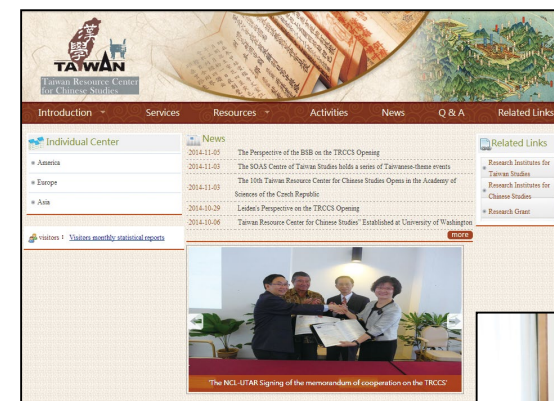 漢學
TAIWAN
Taiwan Resource Center
for Chinese Studies
Introduction
Services
Resources
Activities
News
Q & A
Related Links
Individual Center
America
Europe
Asia
visitors : Visitors monthly statistical reports
News
2014-11-05 The Perspective of the BSB on the TRCCS Opening
2014-11-03 The SOAS Centre of Taiwan Studies holds a series of Taiwanese-theme events
2014-11-03 The 10th Taiwan Resource Center for Chinese Studies Opens in the Academy of
Sciences of the Czech Republic
2014-10-29 Leiden's Perspective on the TRCCS Opening
2014-10-06 Taiwan Resource Center for Chinese Studies" Established at University of Washington
more
'The NCL-UTAR Signing of the memorandum of cooperation on the TRCCS'
Related Links
Research Institutes for
Taiwan Studies
Research Institutes for
Chinese Studies
Research Grant